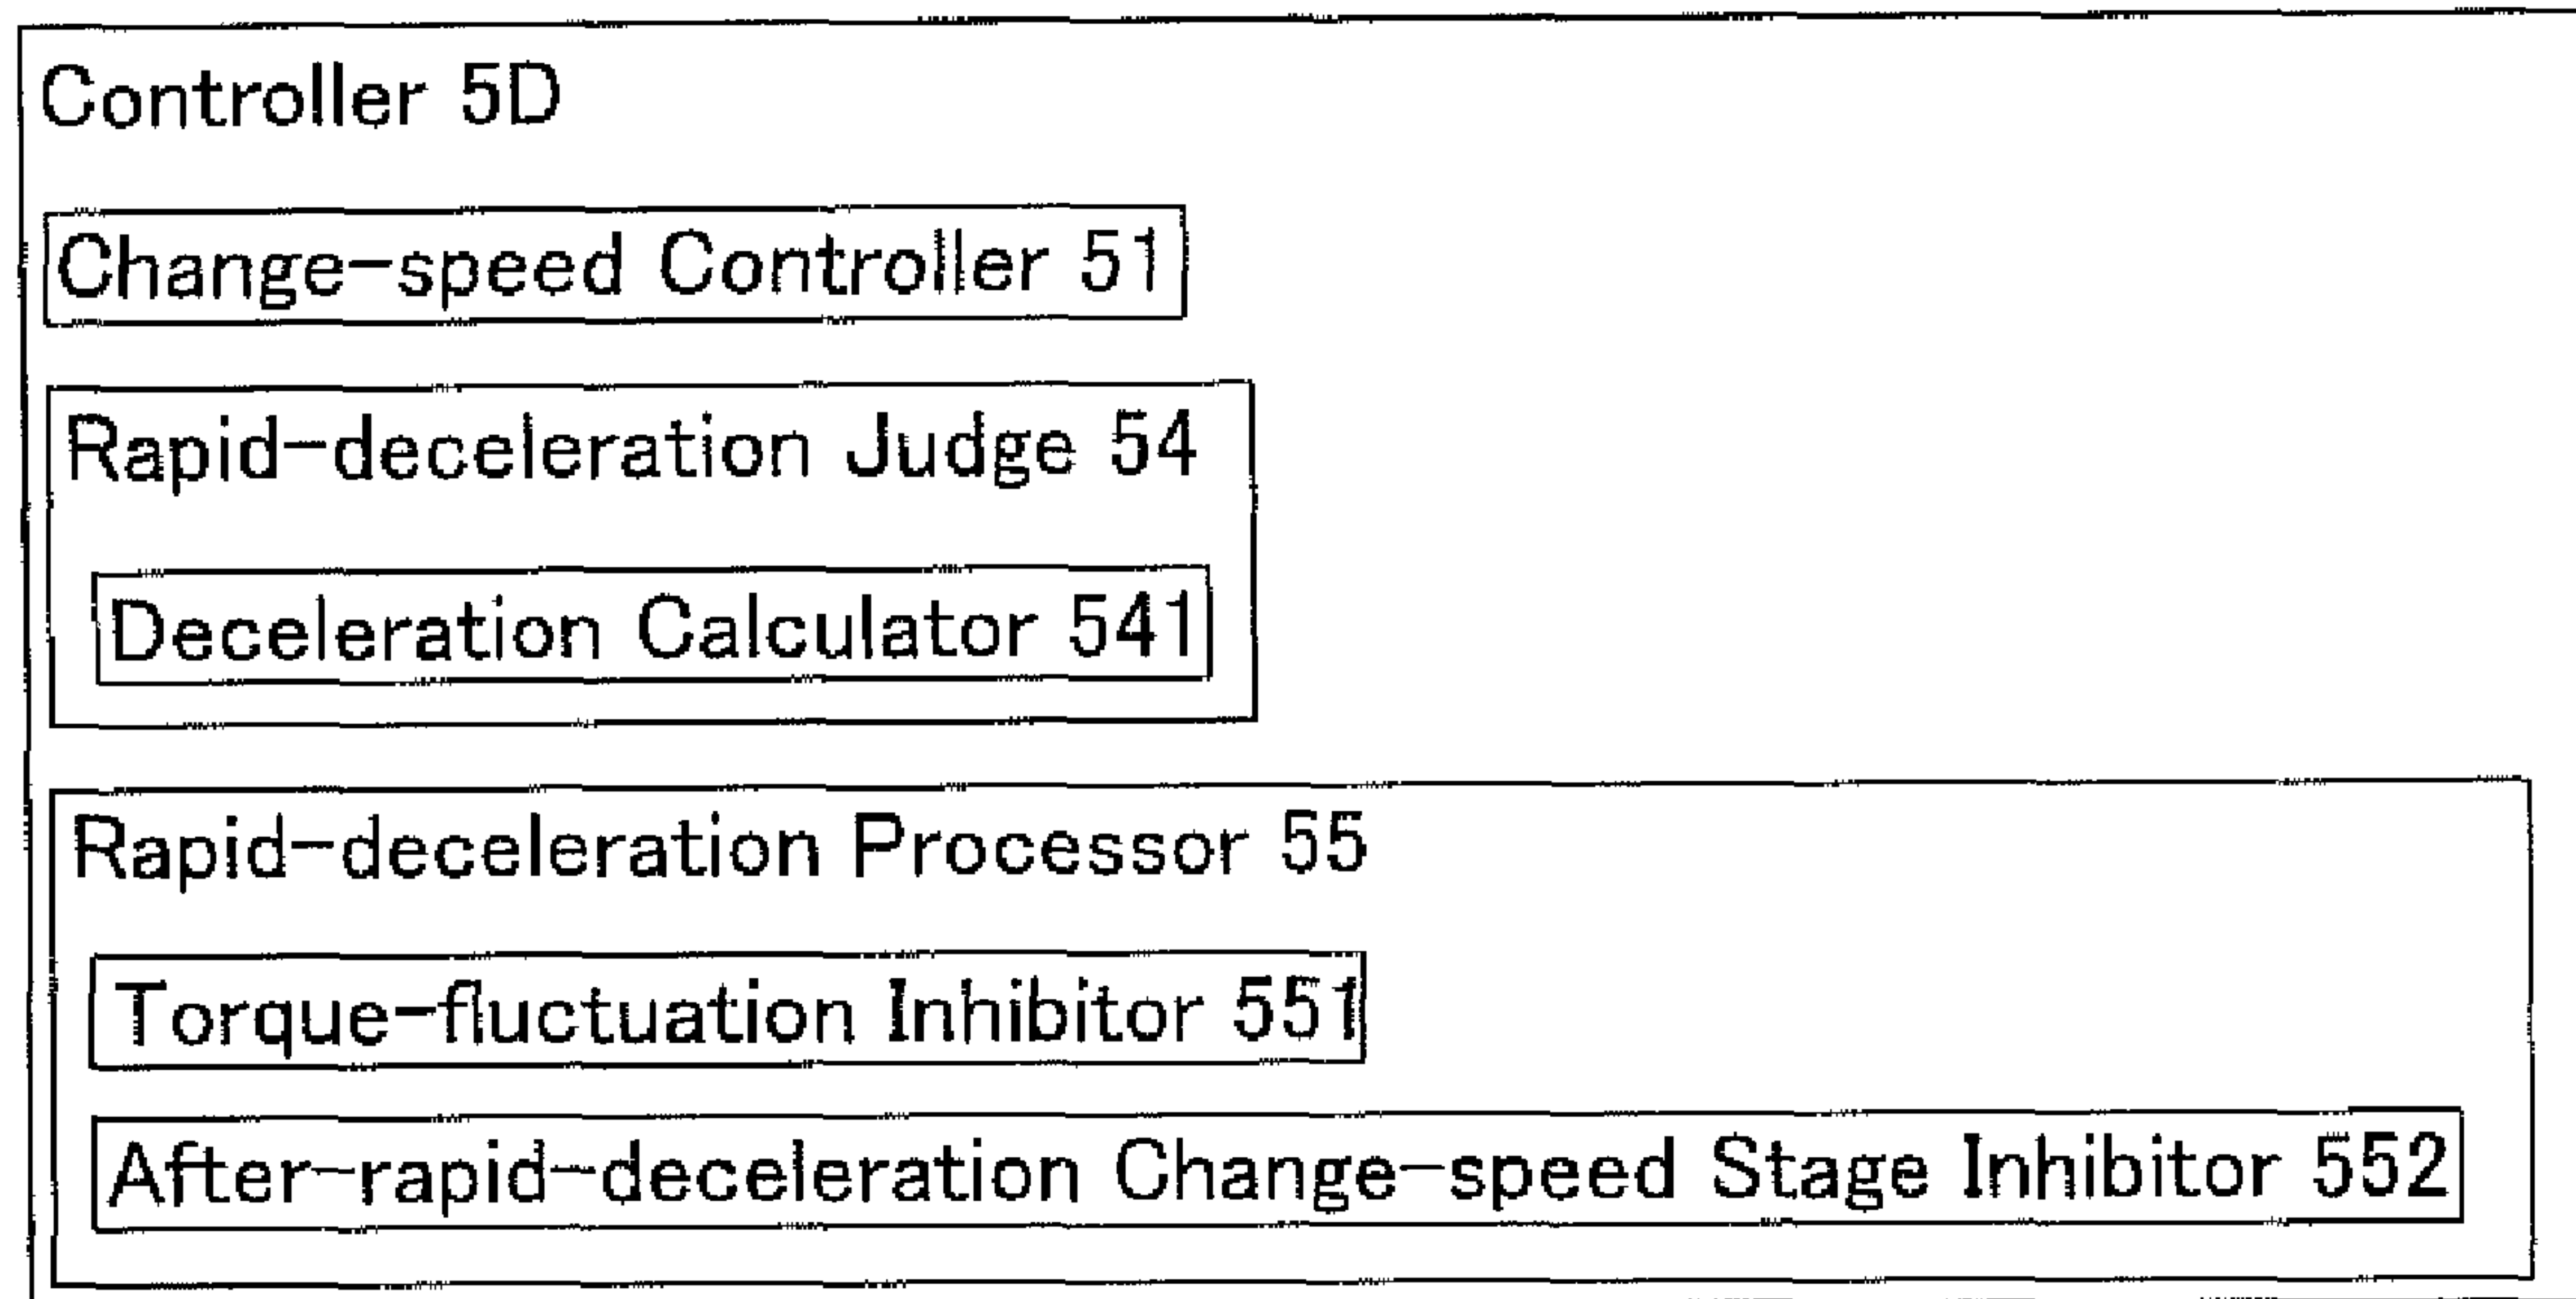 Controller 5D
Change-speed Controller 51
Rapid-deceleration Judge 54
Deceleration Calculator 541
Rapid-deceleration Processor 55
Torque-fluctuation Inhibitor 551
After-rapid-deceleration Change-speed Stage Inhibitor 552